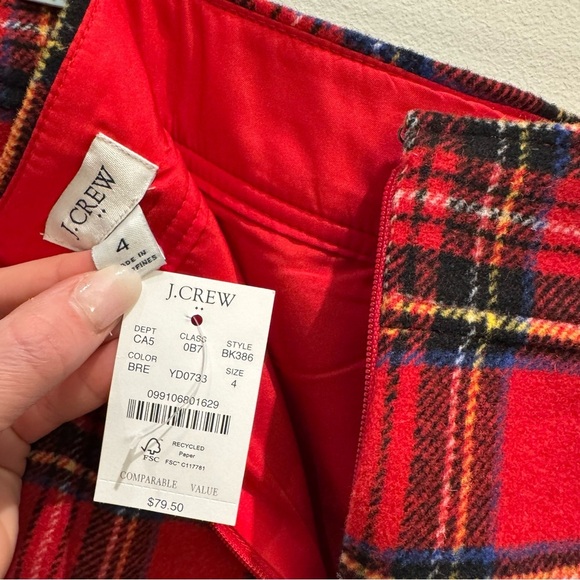 J.CREW
4
MADE IN
J.CREW
DEPT CLASS STYLE
CA5 0B7 BK386
COLOR SIZE
BRE YD0733 4
099106801629
FSC
RECYCLED
Paper
FSC® C117781
COMPARABLE VALUE
$79.50